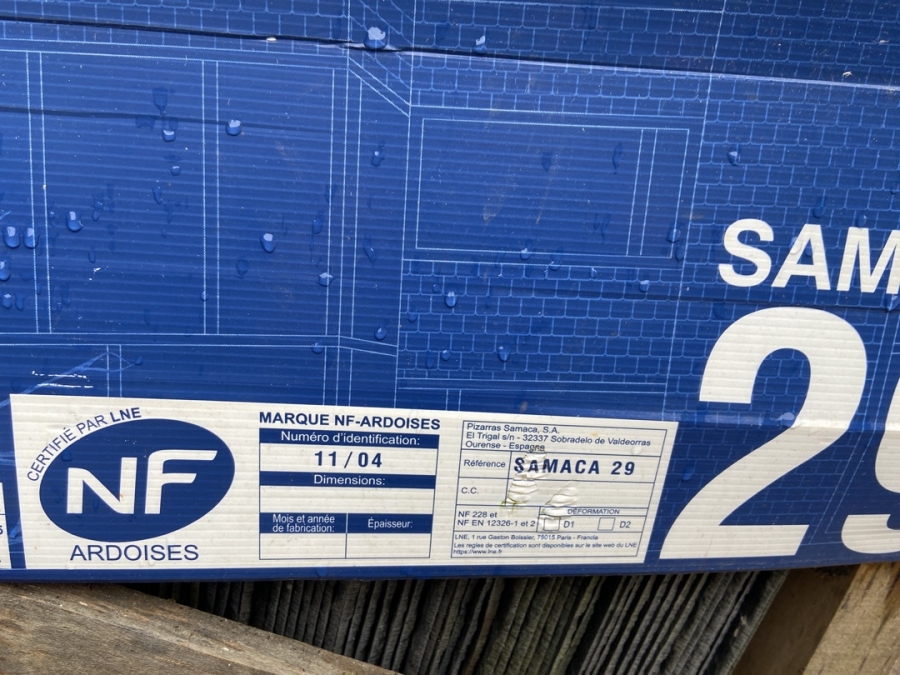 SAM
29
CERTIFIÉ PAR LNE
NF
ARDOISES
MARQUE NF-ARDOISES
Numéro d'identification:
11/04
Dimensions:
Mois et année
de fabrication:
Épaisseur:
Pizarras Samaca, S.A.
El Trigal s/n - 32337 Sobradelo de Valdeorras
Ourense - Espagne
Référence SAMACA 29
C.C.
NF 228 et
NF EN 12326-1 et 2
DÉFORMATION
D1 D2
LNE, 1 rue Gaston Boissier, 75015 Paris - Francia
Les regles de certification sont disponibles sur le site web du LNE
https://www.lne.fr